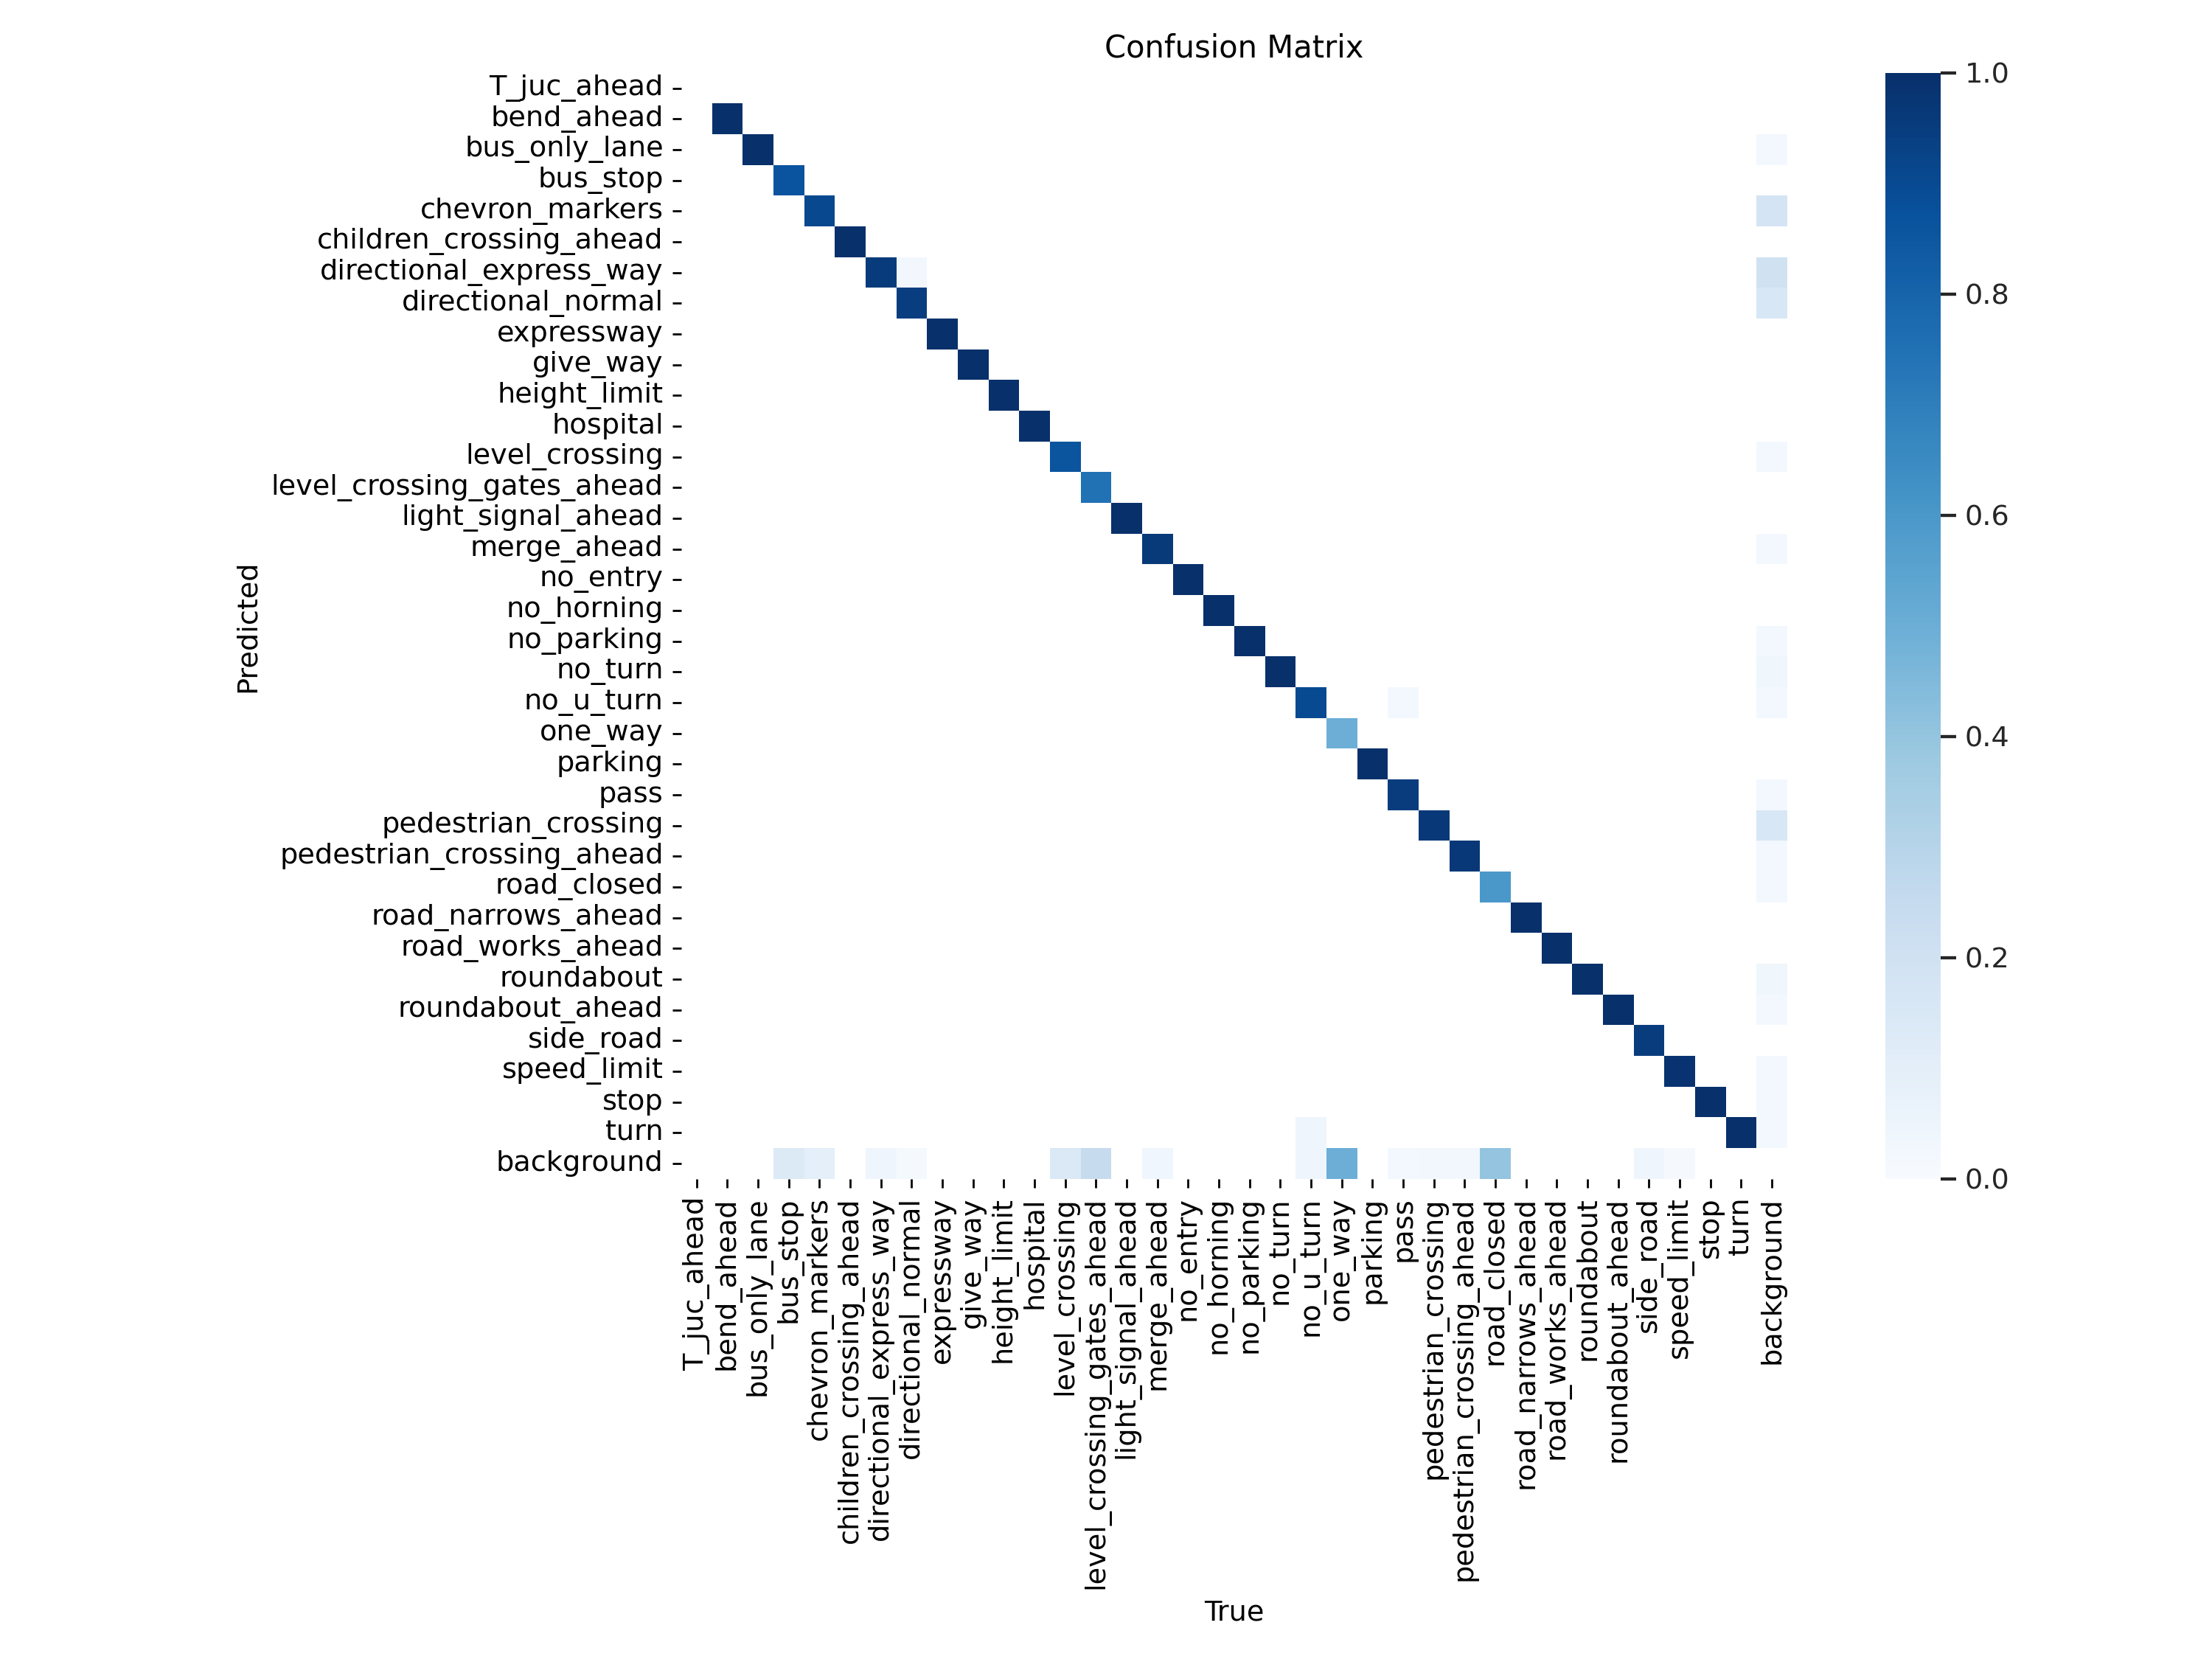 Confusion Matrix
T_juc_ahead
bend_ahead
bus_only_lane
bus_stop
chevron_markers
children_crossing_ahead
directional_express_way
directional_normal
expressway
give_way
height_limit
hospital
level_crossing
level_crossing_gates_ahead
light_signal_ahead
merge_ahead
no_entry
no_horning
no_parking
no_turn
no_u_turn
one_way
parking
pass
pedestrian_crossing
pedestrian_crossing_ahead
road_closed
road_narrows_ahead
road_works_ahead
roundabout
roundabout_ahead
side_road
speed_limit
stop
turn
background
Predicted
T_juc_ahead
bend_ahead
bus_only_lane
bus_stop
chevron_markers
children_crossing_ahead
directional_express_way
directional_normal
expressway
give_way
height_limit
hospital
level_crossing
level_crossing_gates_ahead
light_signal_ahead
merge_ahead
no_entry
no_horning
no_parking
no_turn
no_u_turn
one_way
parking
pass
pedestrian_crossing
pedestrian_crossing_ahead
road_closed
road_narrows_ahead
road_works_ahead
roundabout
roundabout_ahead
side_road
speed_limit
stop
turn
background
True
1.0
0.8
0.6
0.4
0.2
0.0